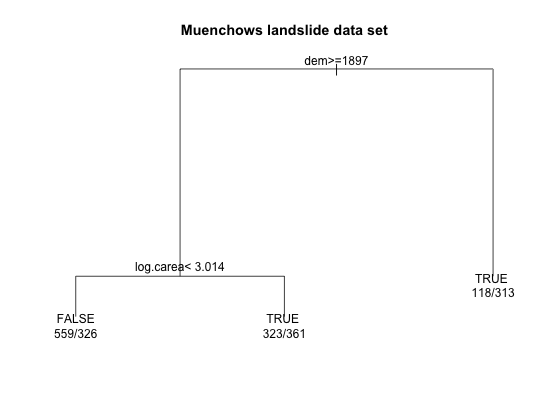 Muenchows landslide data set
dem>=1897
log.carea< 3.014
TRUE
118/313
FALSE
559/326
TRUE
323/361